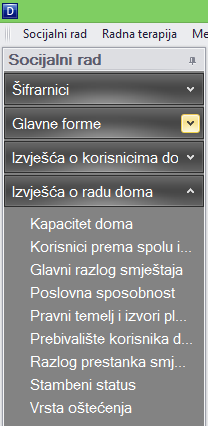 D
Socijalni rad Radna terapija Me
Socijalni rad
Šifrarnici
Glavne forme
Izvješća o korisnicima do
Izvješća o radu doma
Kapacitet doma
Korisnici prema spolu i...
Glavni razlog smještaja
Poslovna sposobnost
Pravni temelj i izvori pl...
Prebivalište korisnika d...
Razlog prestanka smj...
Stambeni status
Vrsta oštećenja